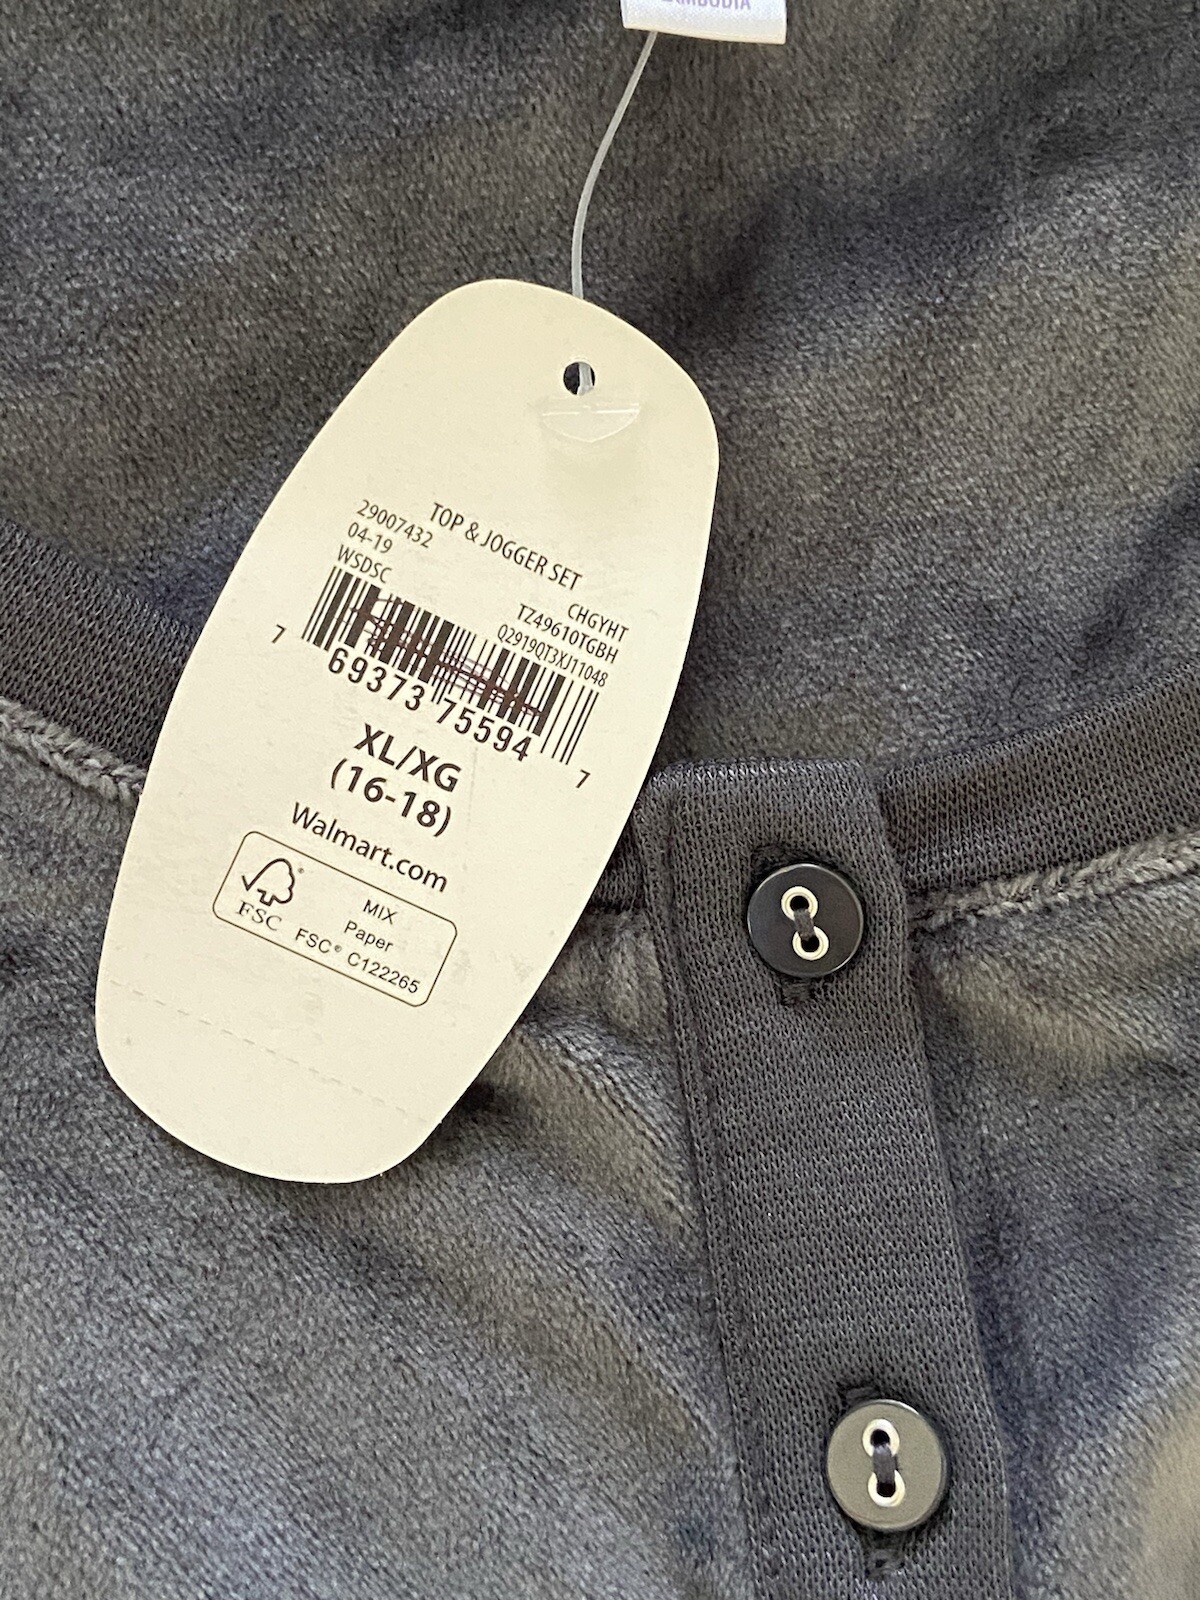 TOP & JOGGER SET
29007432
04-19
WSDSC
CHGYHT
TZ49610TGBH
Q2919QT3XJ11048
7 69373 75594 7
XL/XG
(16-18)
Walmart.com
FSC
MIX
Paper
FSC® C122265